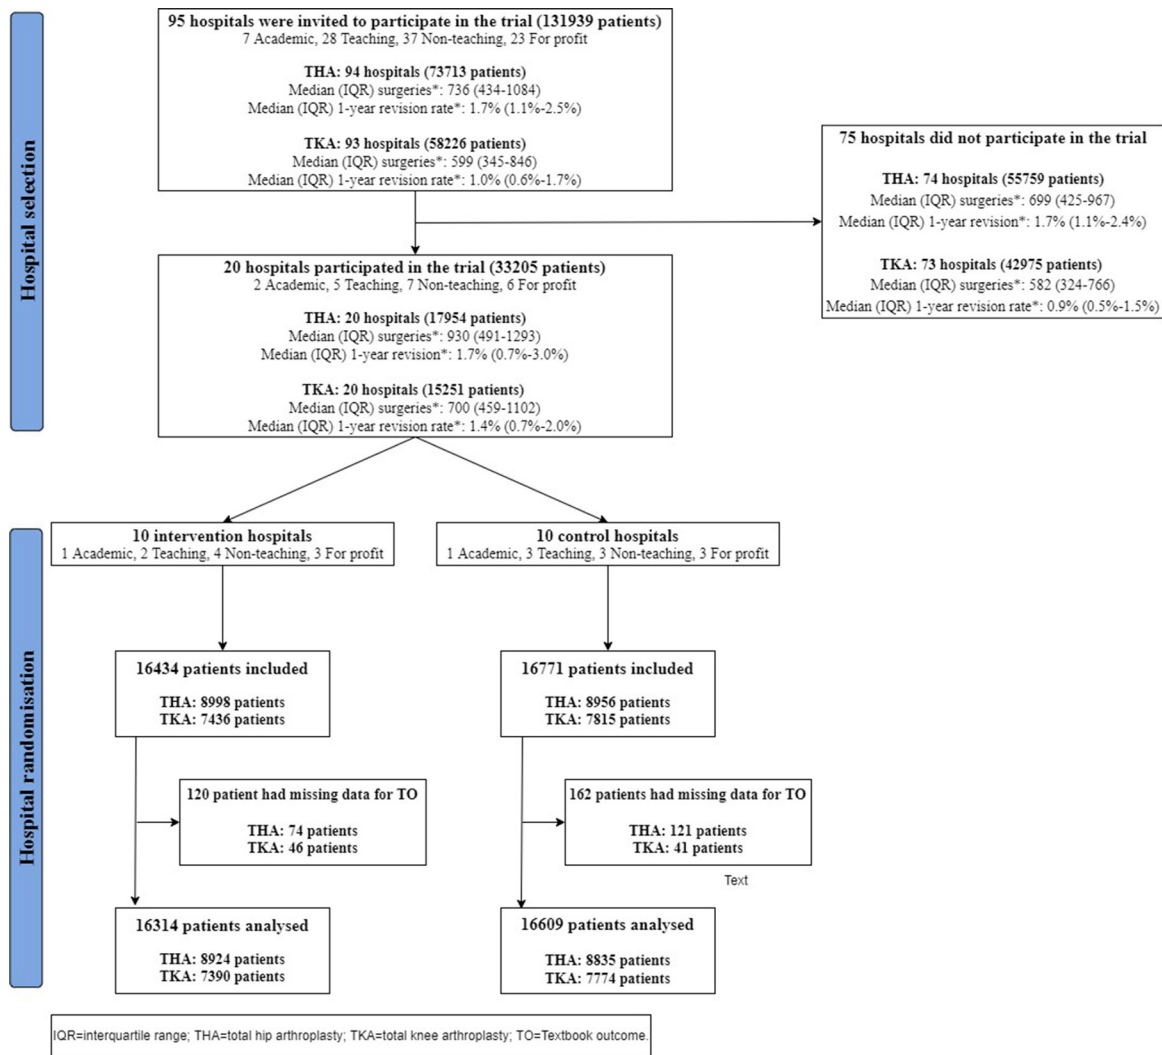 Hospital selection
95 hospitals were invited to participate in the trial (131939 patients)
7 Academic, 28 Teaching, 37 Non-teaching, 23 For profit
THA: 94 hospitals (73713 patients)
Median (IQR) surgeries*: 736 (434-1084)
Median (IQR) 1-year revision rate*: 1.7% (1.1%-2.5%)
TKA: 93 hospitals (58226 patients)
Median (IQR) surgeries*: 599 (345-846)
Median (IQR) 1-year revision rate*: 1.0% (0.6%-1.7%)
75 hospitals did not participate in the trial
THA: 74 hospitals (55759 patients)
Median (IQR) surgeries*: 699 (425-967)
Median (IQR) 1-year revision*: 1.7% (1.1%-2.4%)
TKA: 73 hospitals (42975 patients)
Median (IQR) surgeries*: 582 (324-766)
Median (IQR) 1-year revision rate*: 0.9% (0.5%-1.5%)
20 hospitals participated in the trial (33205 patients)
2 Academic, 5 Teaching, 7 Non-teaching, 6 For profit
THA: 20 hospitals (17954 patients)
Median (IQR) surgeries*: 930 (491-1293)
Median (IQR) 1-year revision*: 1.7% (0.7%-3.0%)
TKA: 20 hospitals (15251 patients)
Median (IQR) surgeries*: 700 (459-1102)
Median (IQR) 1-year revision rate*: 1.4% (0.7%-2.0%)
Hospital randomisation
10 intervention hospitals
1 Academic, 2 Teaching, 4 Non-teaching, 3 For profit
10 control hospitals
1 Academic, 3 Teaching, 3 Non-teaching, 3 For profit
16434 patients included
THA: 8998 patients
TKA: 7436 patients
16771 patients included
THA: 8956 patients
TKA: 7815 patients
120 patient had missing data for TO
THA: 74 patients
TKA: 46 patients
162 patients had missing data for TO
THA: 121 patients
TKA: 41 patients
Text
16314 patients analysed
THA: 8924 patients
TKA: 7390 patients
16609 patients analysed
THA: 8835 patients
TKA: 7774 patients
IQR=interquartile range; THA=total hip arthroplasty; TKA=total knee arthroplasty; TO=Textbook outcome.